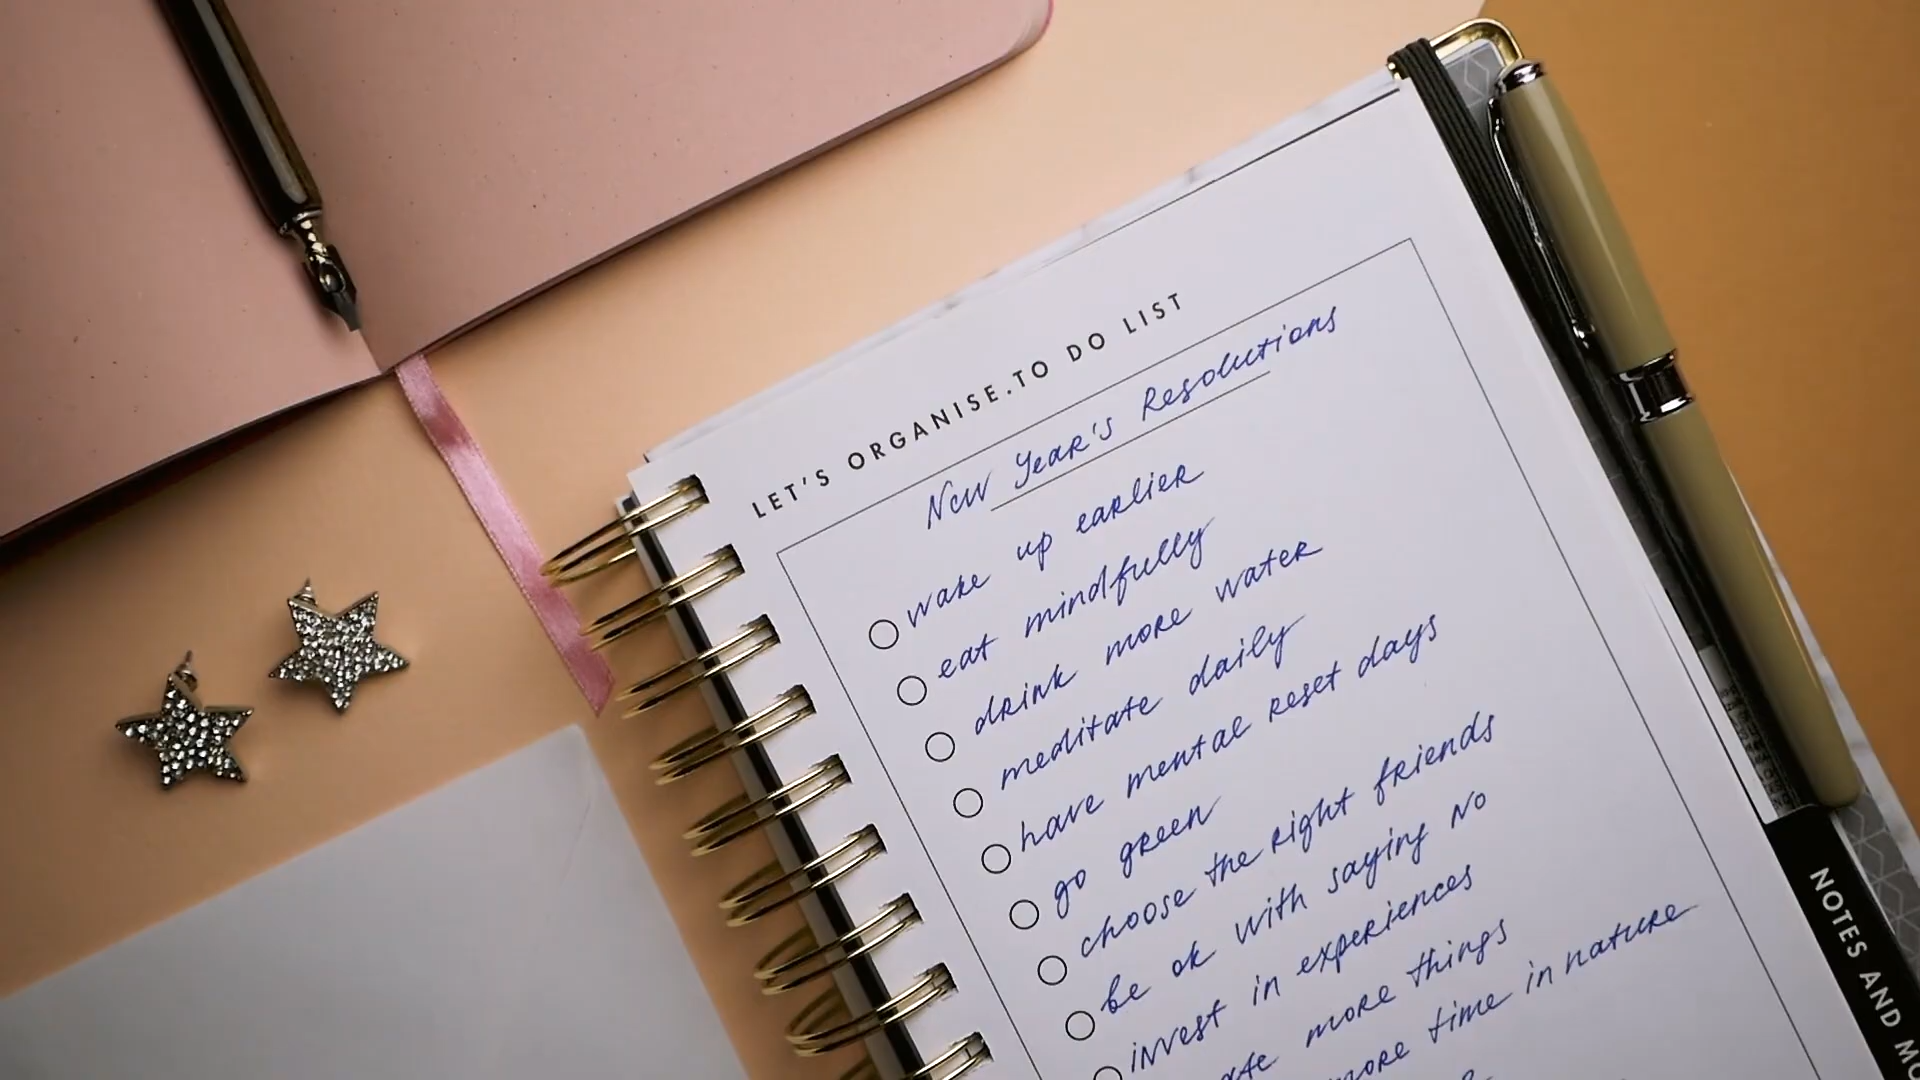 LET'S ORGANISE.TO DO LIST
New Year's Resolutions
wake up earlier
eat mindfully
drink more water
meditate daily
have mental reset days
go green
choose the right friends
be ok with saying no
invest in experiences
more things
more time in nature
NOTES AND